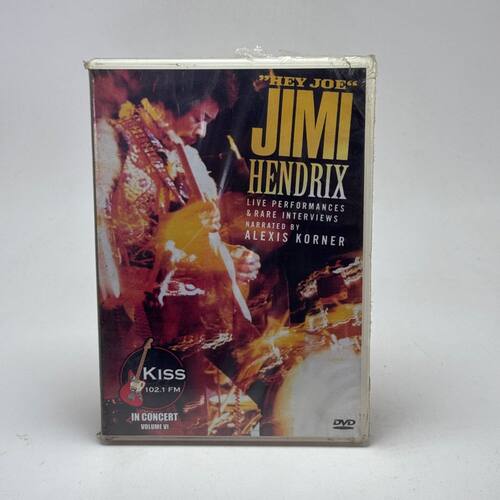 "HEY JOE"
JIMI
HENDRIX
LIVE PERFORMANCES
& RARE INTERVIEWS
NARRATED BY
ALEXIS KORNER
KISS
102.1 FM
IN CONCERT
VOLUME VI
DVD